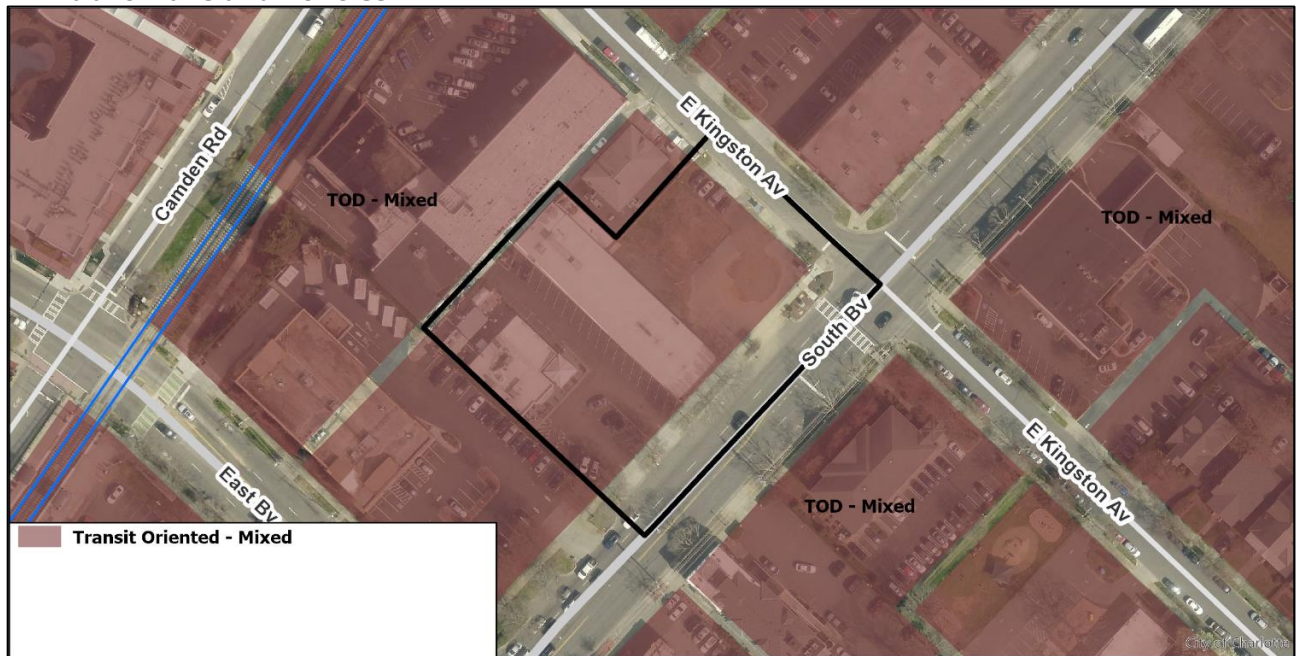 Camden Rd
E Kingston Av
TOD - Mixed
TOD - Mixed
South Bv
E Kingston Av
East Bv
TOD - Mixed
Transit Oriented - Mixed
City of Charlotte